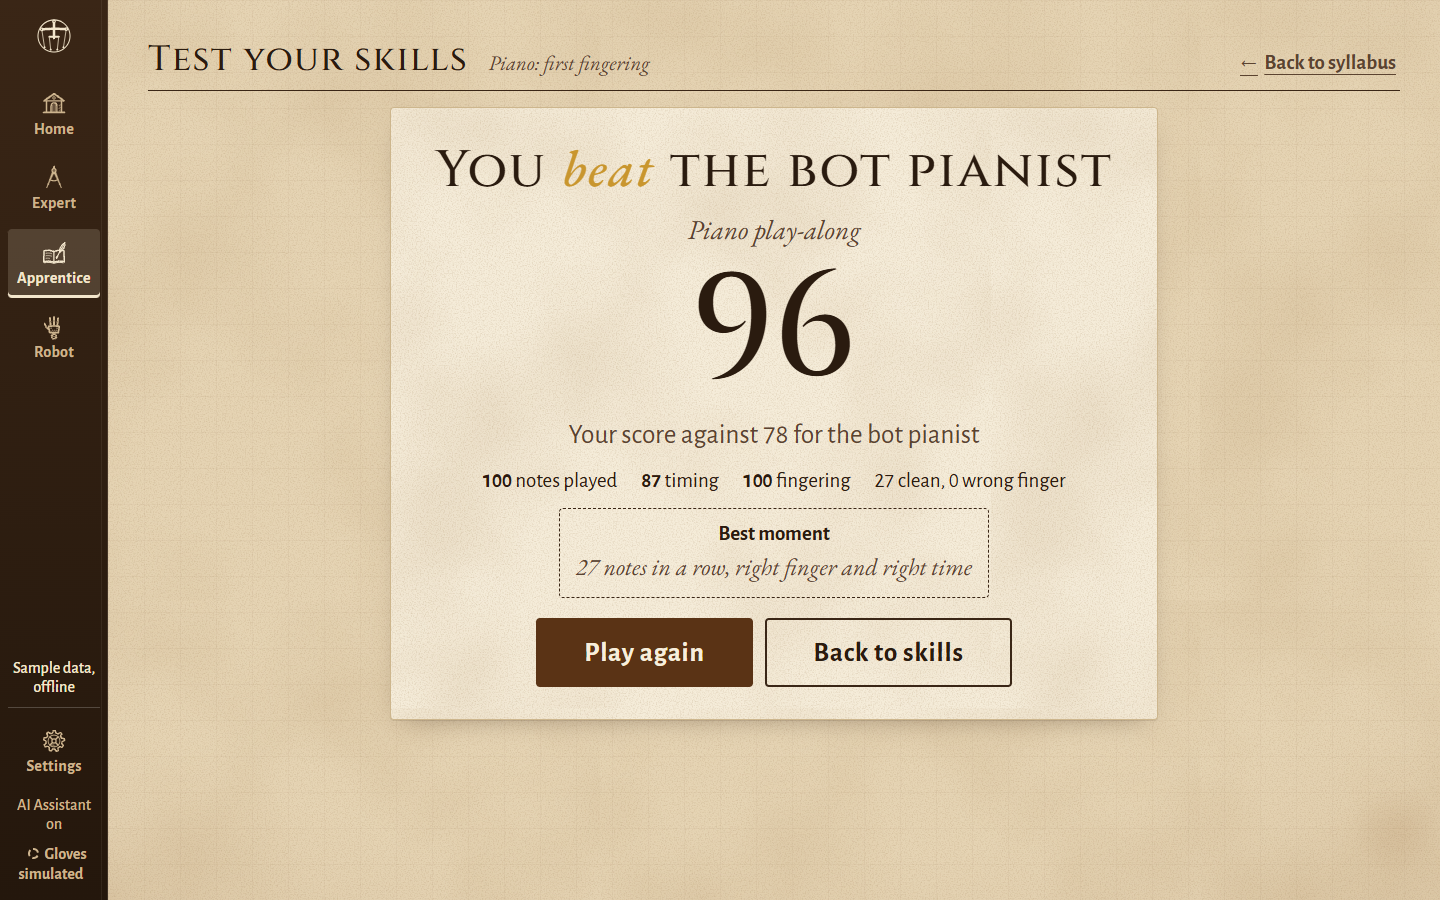 Home
Expert
Apprentice
Robot
Sample data,
offline
Settings
AI Assistant
on
Gloves
simulated
TEST YOUR SKILLS Piano: first fingering
← Back to syllabus
YOU beat THE BOT PIANIST
Piano play-along
96
Your score against 78 for the bot pianist
100 notes played 87 timing 100 fingering 27 clean, 0 wrong finger
Best moment
27 notes in a row, right finger and right time
Play again
Back to skills